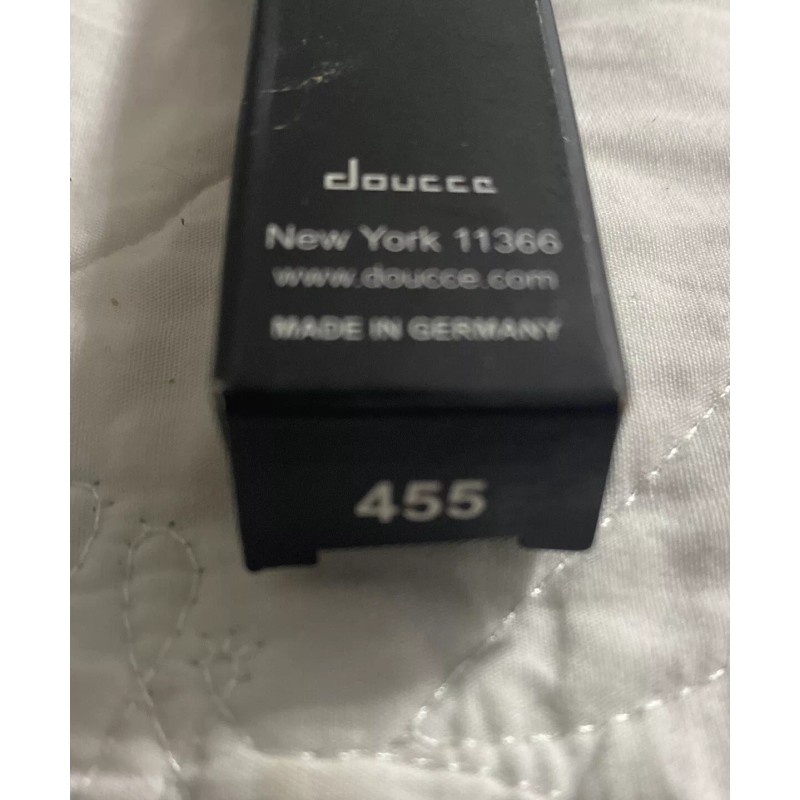 doucce
New York 11366
www.doucce.com
MADE IN GERMANY
455